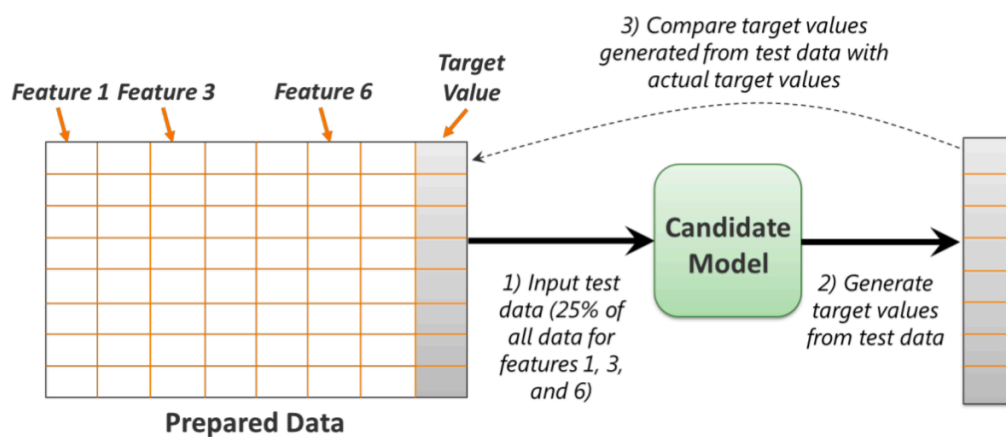 3) Compare target values
generated from test data with
actual target values
Target
Value
Feature 1 Feature 3 Feature 6
Candidate
Model
1) Input test
data (25% of
all data for
features 1, 3,
and 6)
2) Generate
target values
from test data
Prepared Data